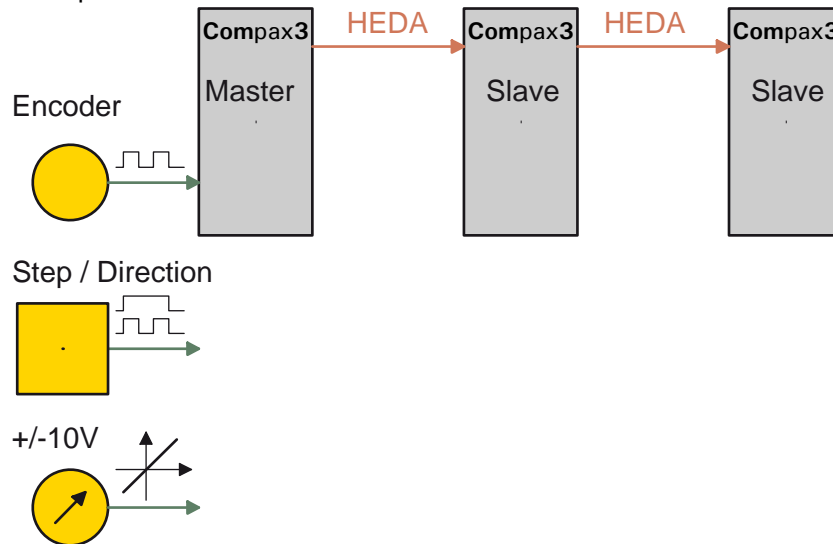 HEDA HEDA
Compax3 Compax3 Compax3
Master Slave Slave
Encoder
Step / Direction
+/-10V